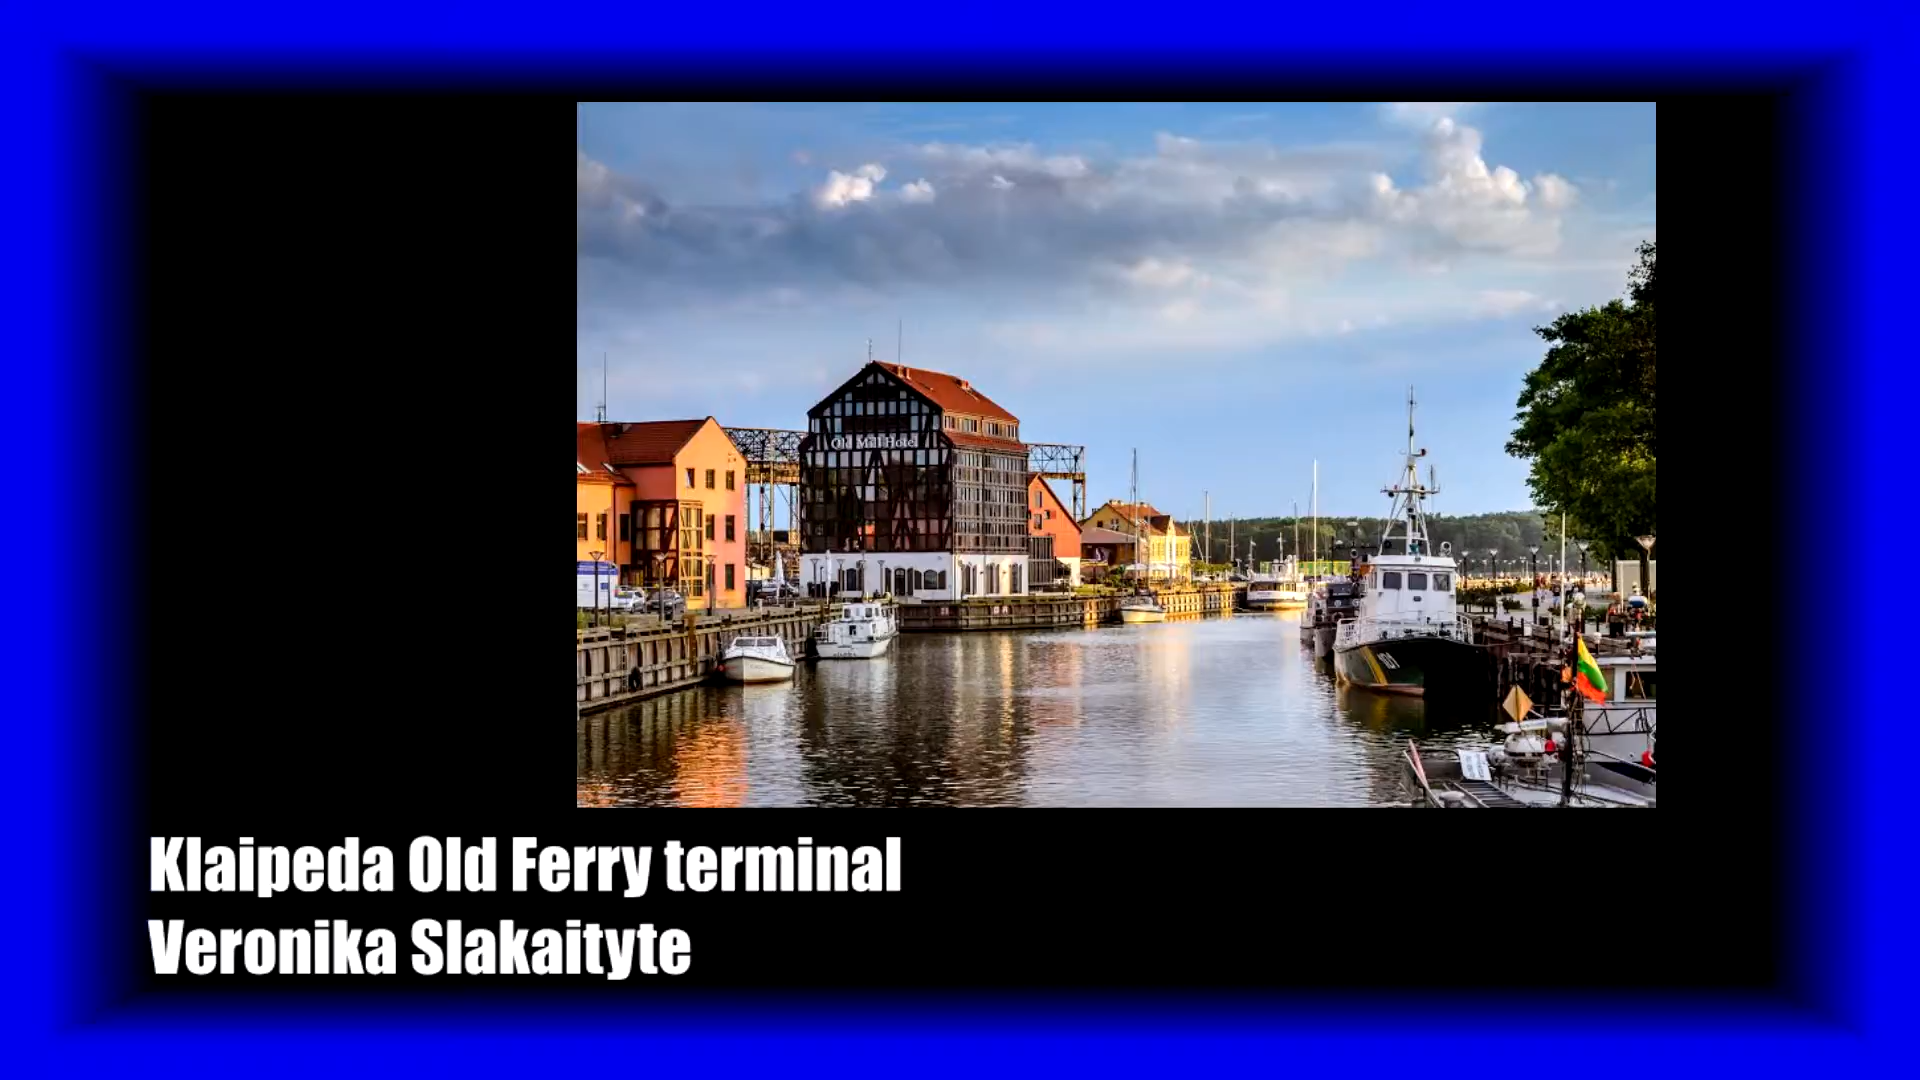 Old Mill Hotel
Klaipeda Old Ferry terminal
Veronika Slakaityte